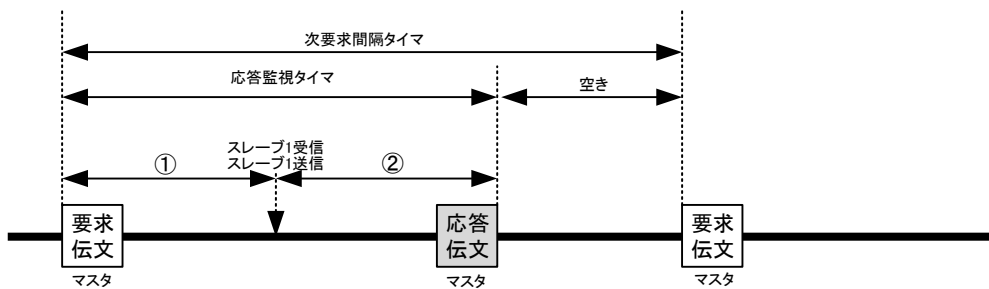 次要求間隔タイマ
応答監視タイマ
空き
スレーブ1受信
スレーブ1送信
①
②
要求
伝文
応答
伝文
要求
伝文
マスタ
マスタ
マスタ